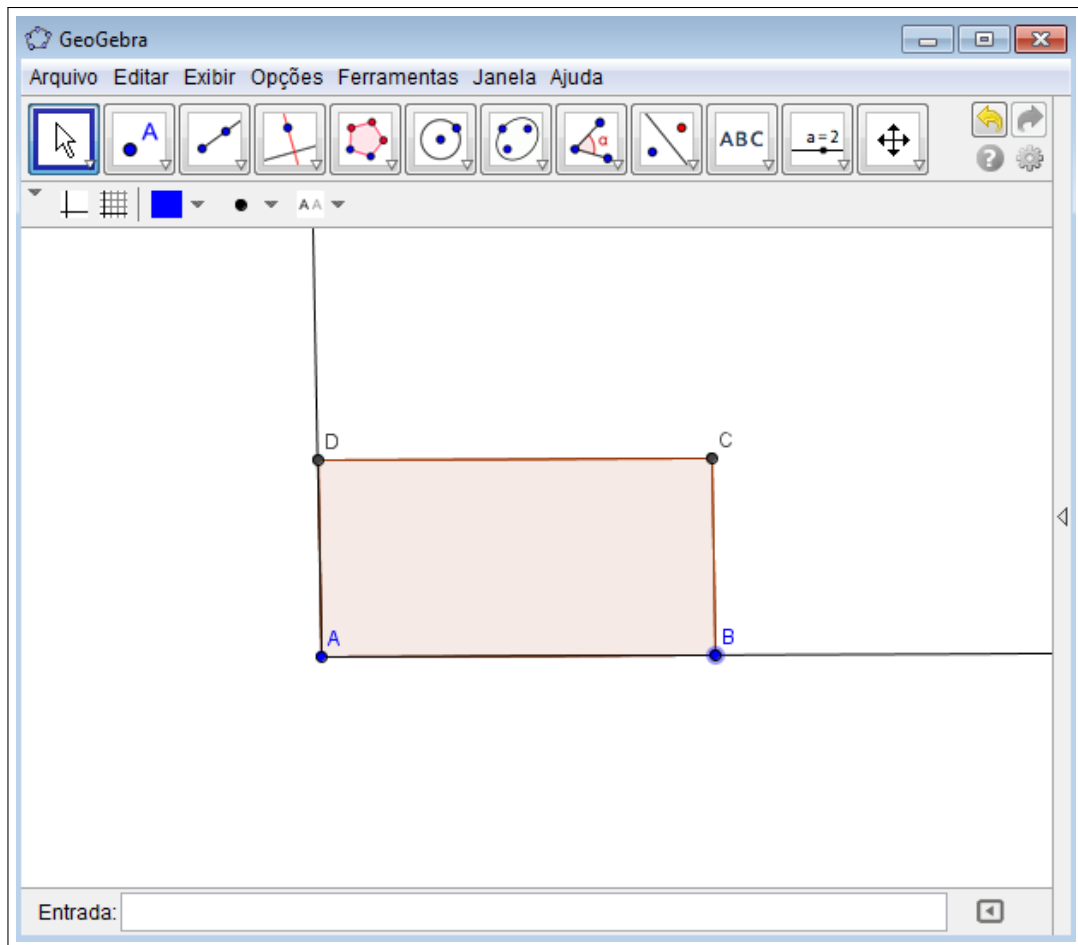 GeoGebra
Arquivo Editar Exibir Opções Ferramentas Janela Ajuda
A α ABC a=2
AA
D C
A B
Entrada: